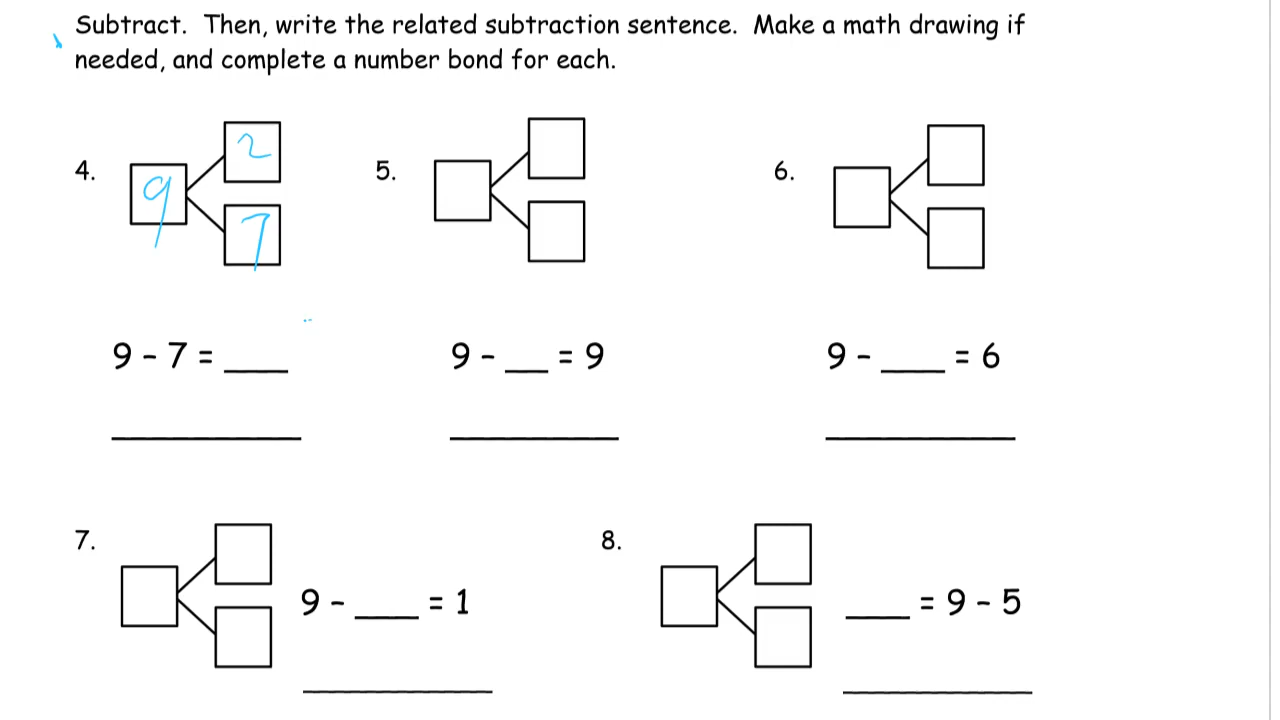 Subtract. Then, write the related subtraction sentence. Make a math drawing if
needed, and complete a number bond for each.
4.
2
9
7
5.
6.
9 - 7 = ____
9 - __ = 9
9 - ____ = 6
7.
9 - ____ = 1
8.
____ = 9 - 5